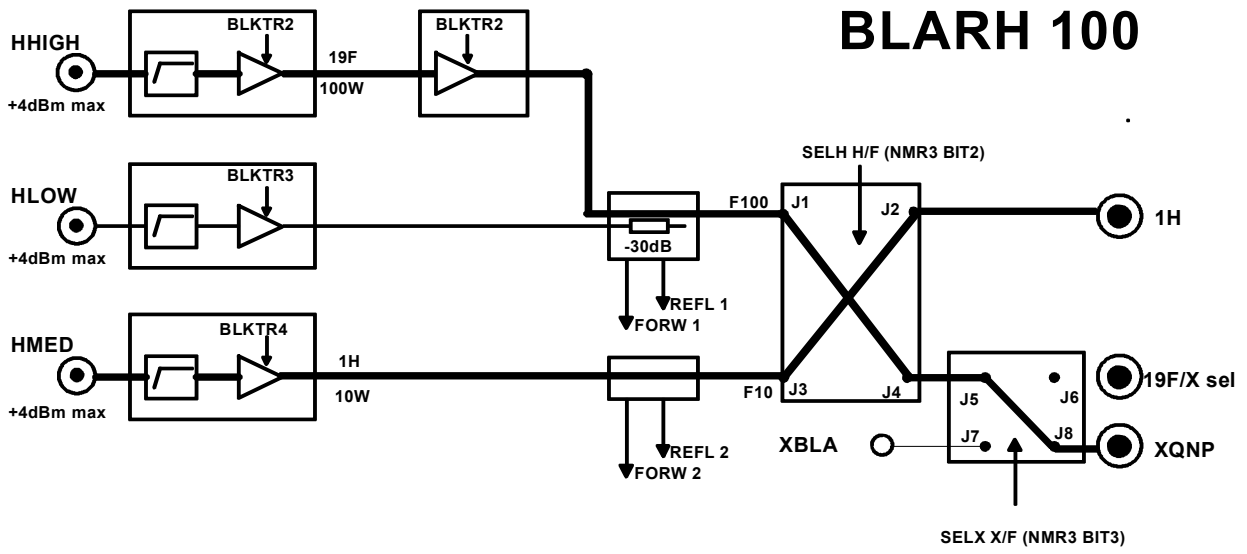 BLARH 100
HHIGH
BLKTR2
BLKTR2
19F
100W
+4dBm max
SELH H/F (NMR3 BIT2)
HLOW
BLKTR3
F100
J1
J2
1H
+4dBm max
-30dB
REFL 1
FORW 1
HMED
BLKTR4
1H
10W
F10
J3
J4
+4dBm max
J5
J6
19F/X sel
XBLA
J7
J8
XQNP
REFL 2
FORW 2
SELX X/F (NMR3 BIT3)